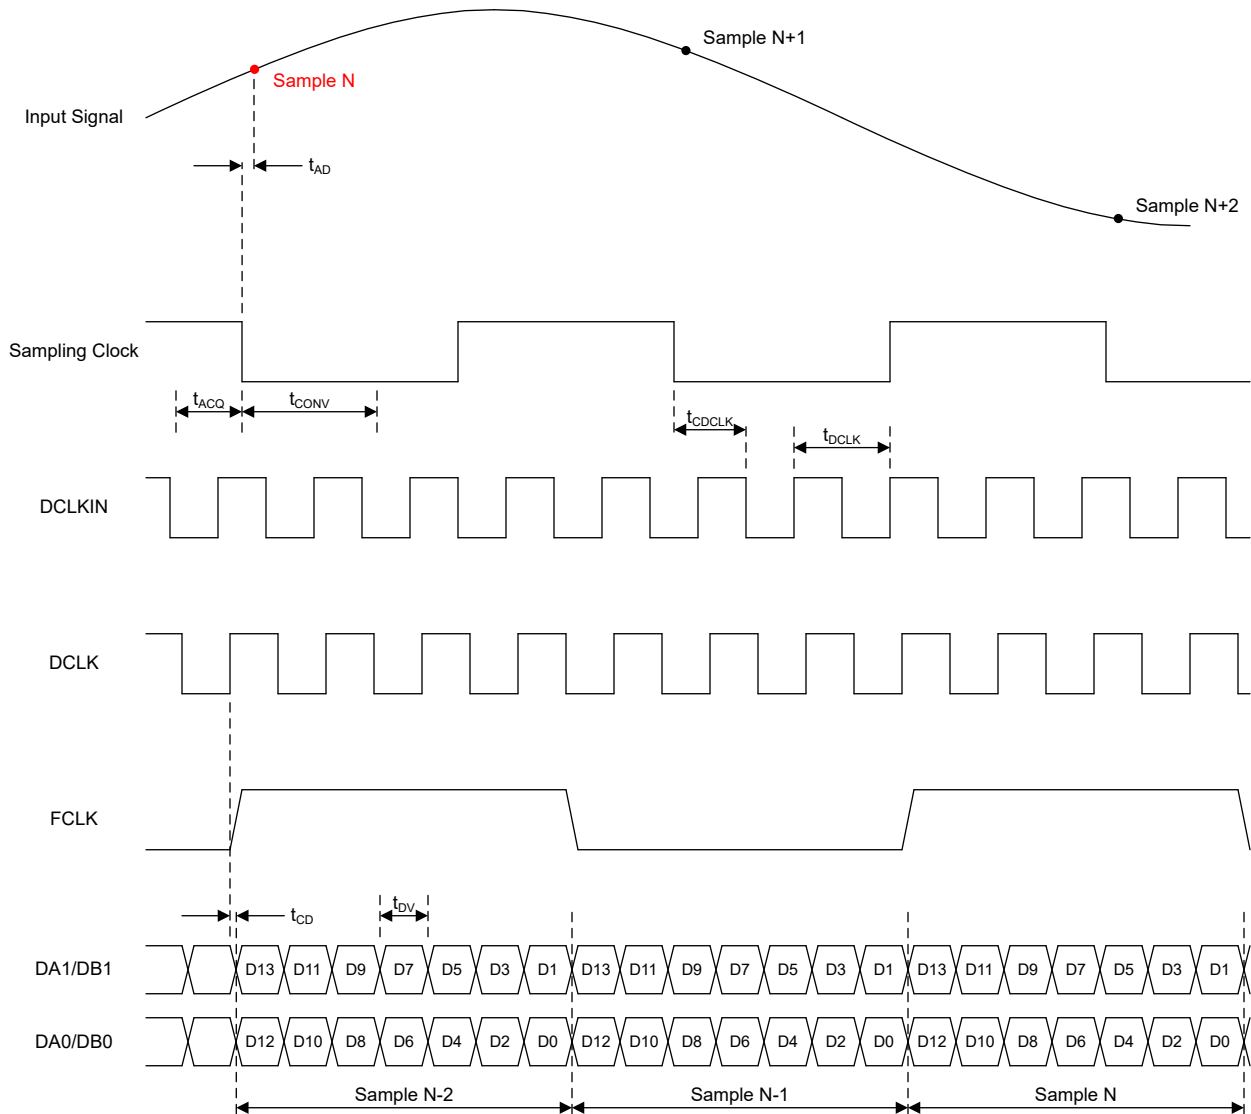 Sample N+1
Sample N
Input Signal
tAD
Sample N+2
Sampling Clock
tACQ
tCONV
tCDCLK
tDCLK
DCLKIN
DCLK
FCLK
tCD
tDV
DA1/DB1 D13 D11 D9 D7 D5 D3 D1 D13 D11 D9 D7 D5 D3 D1 D13 D11 D9 D7 D5 D3 D1
DA0/DB0 D12 D10 D8 D6 D4 D2 D0 D12 D10 D8 D6 D4 D2 D0 D12 D10 D8 D6 D4 D2 D0
Sample N-2 Sample N-1 Sample N